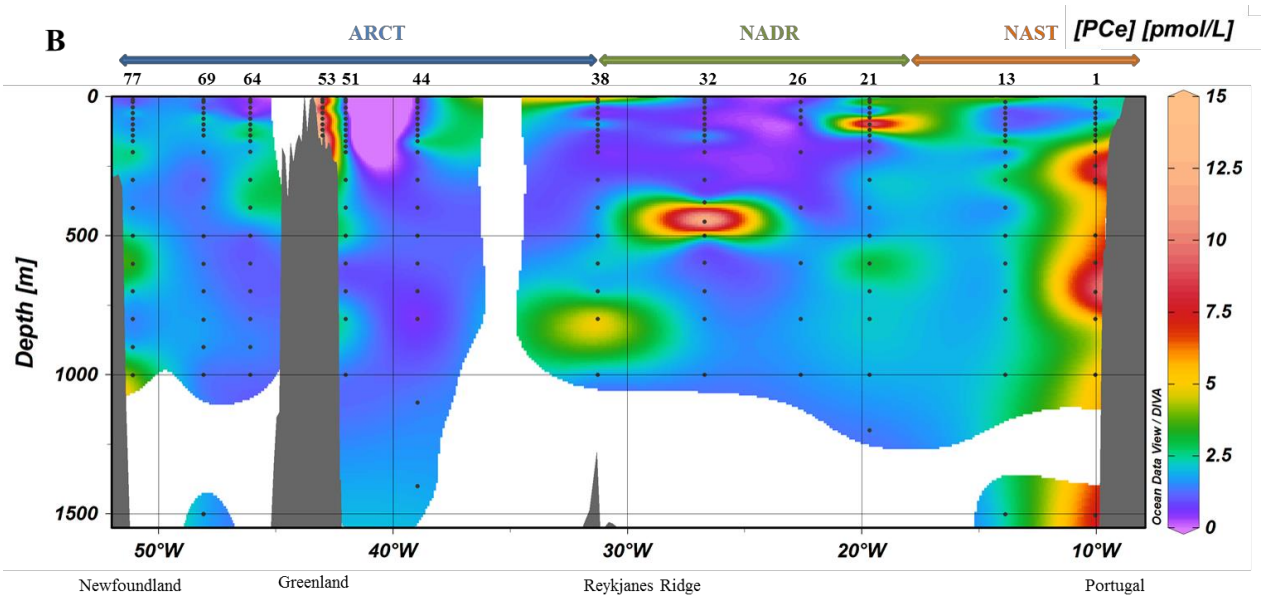 B
ARCT NADR NAST [PCe] [pmol/L]
77 69 64 53 51 44 38 32 26 21 13 1
0
500
1000
1500
Depth [m]
50°W 40°W 30°W 20°W 10°W
Newfoundland Greenland Reykjanes Ridge Portugal
15
12.5
10
7.5
5
2.5
0
Ocean Data View / DIVA